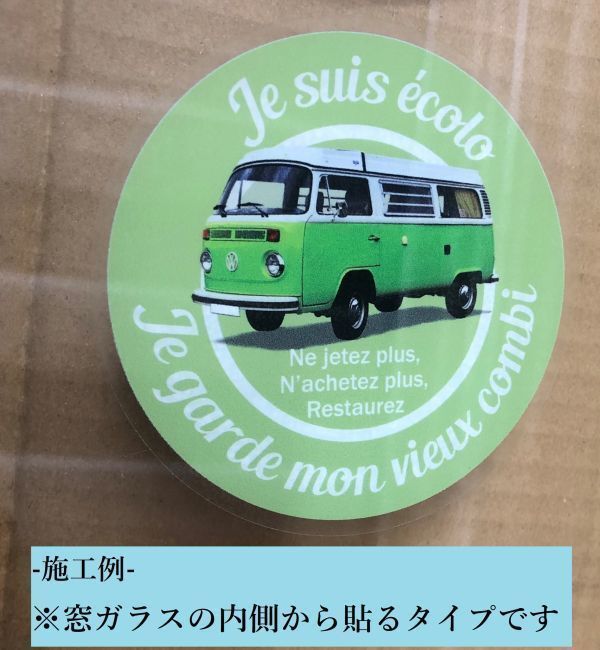 Je suis écolo
Ne jetez plus,
N'achetez plus,
Restaurez
Je garde mon vieux combi
-施工例-
※窓ガラスの内側から貼るタイプです